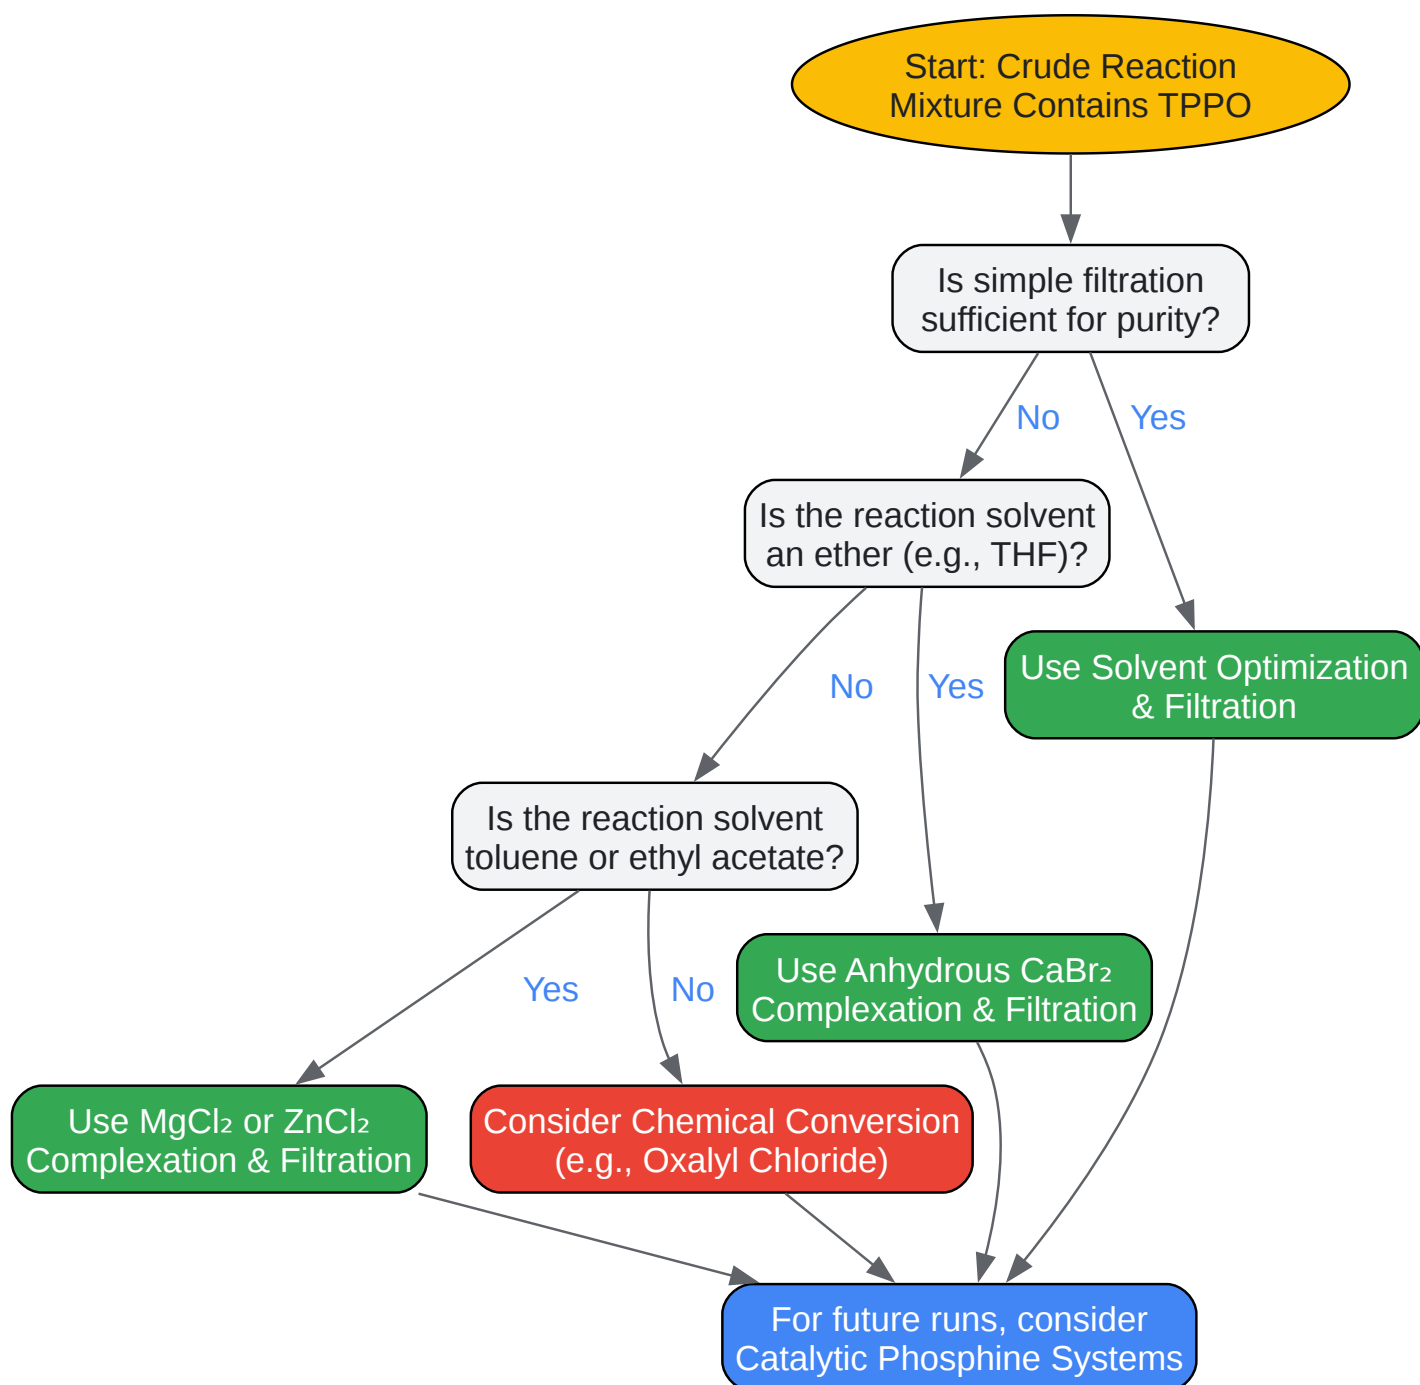 Start: Crude Reaction
Mixture Contains TPPO
Is simple filtration
sufficient for purity?
No
Yes
Is the reaction solvent
an ether (e.g., THF)?
Use Solvent Optimization
& Filtration
No
Yes
Is the reaction solvent
toluene or ethyl acetate?
Use Anhydrous CaBr₂
Complexation & Filtration
Yes
No
Use MgCl₂ or ZnCl₂
Complexation & Filtration
Consider Chemical Conversion
(e.g., Oxalyl Chloride)
For future runs, consider
Catalytic Phosphine Systems